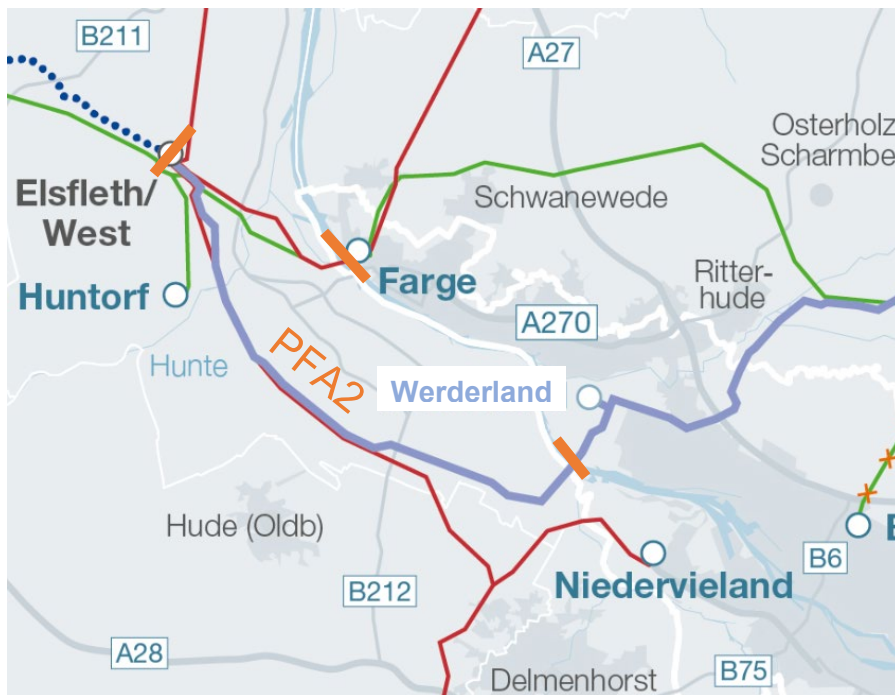 B211
A27
Osterholz
Scharmbe
Elsfleth/
West
Schwanewede
Farge
Huntorf
Ritter-
hude
A270
Hunte
PFA2
Werderland
Hude (Oldb)
B
B6
B212
Niedervieland
A28
Delmenhorst
B75